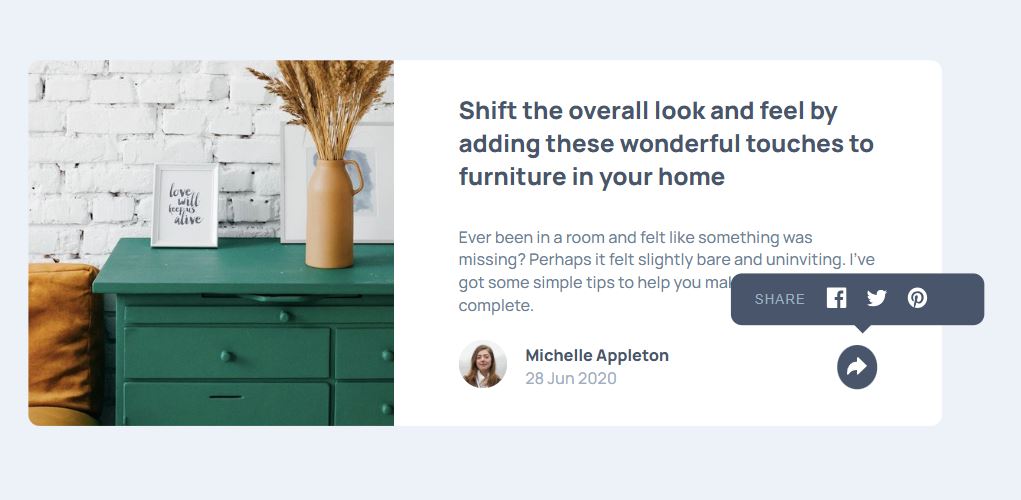 Shift the overall look and feel by
adding these wonderful touches to
furniture in your home
love
will
keep us
alive
Ever been in a room and felt like something was
missing? Perhaps it felt slightly bare and uninviting. I've
got some simple tips to help you
complete.
SHARE
Michelle Appleton
28 Jun 2020